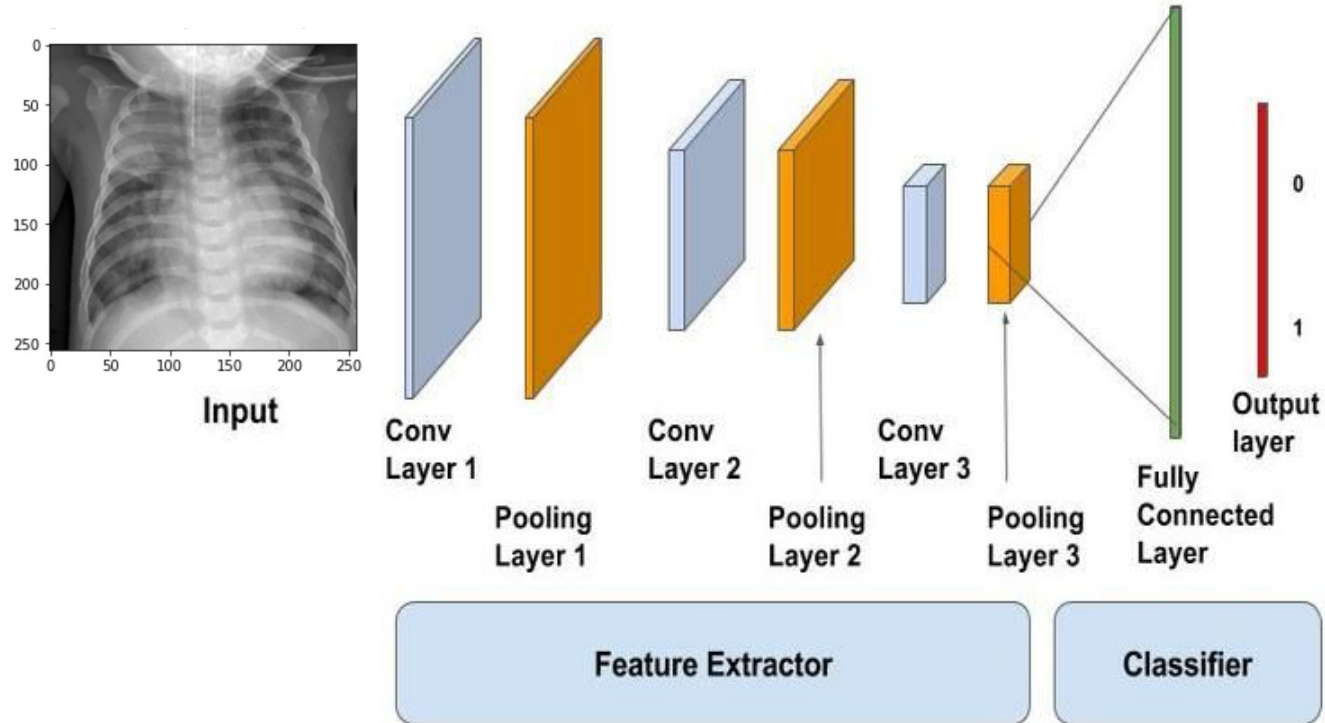 0
50
100
150
200
250
0 50 100 150 200 250
Input
Conv
Layer 1
Pooling
Layer 1
Conv
Layer 2
Pooling
Layer 2
Conv
Layer 3
Pooling
Layer 3
Fully
Connected
Layer
0
1
Output
layer
Feature Extractor
Classifier